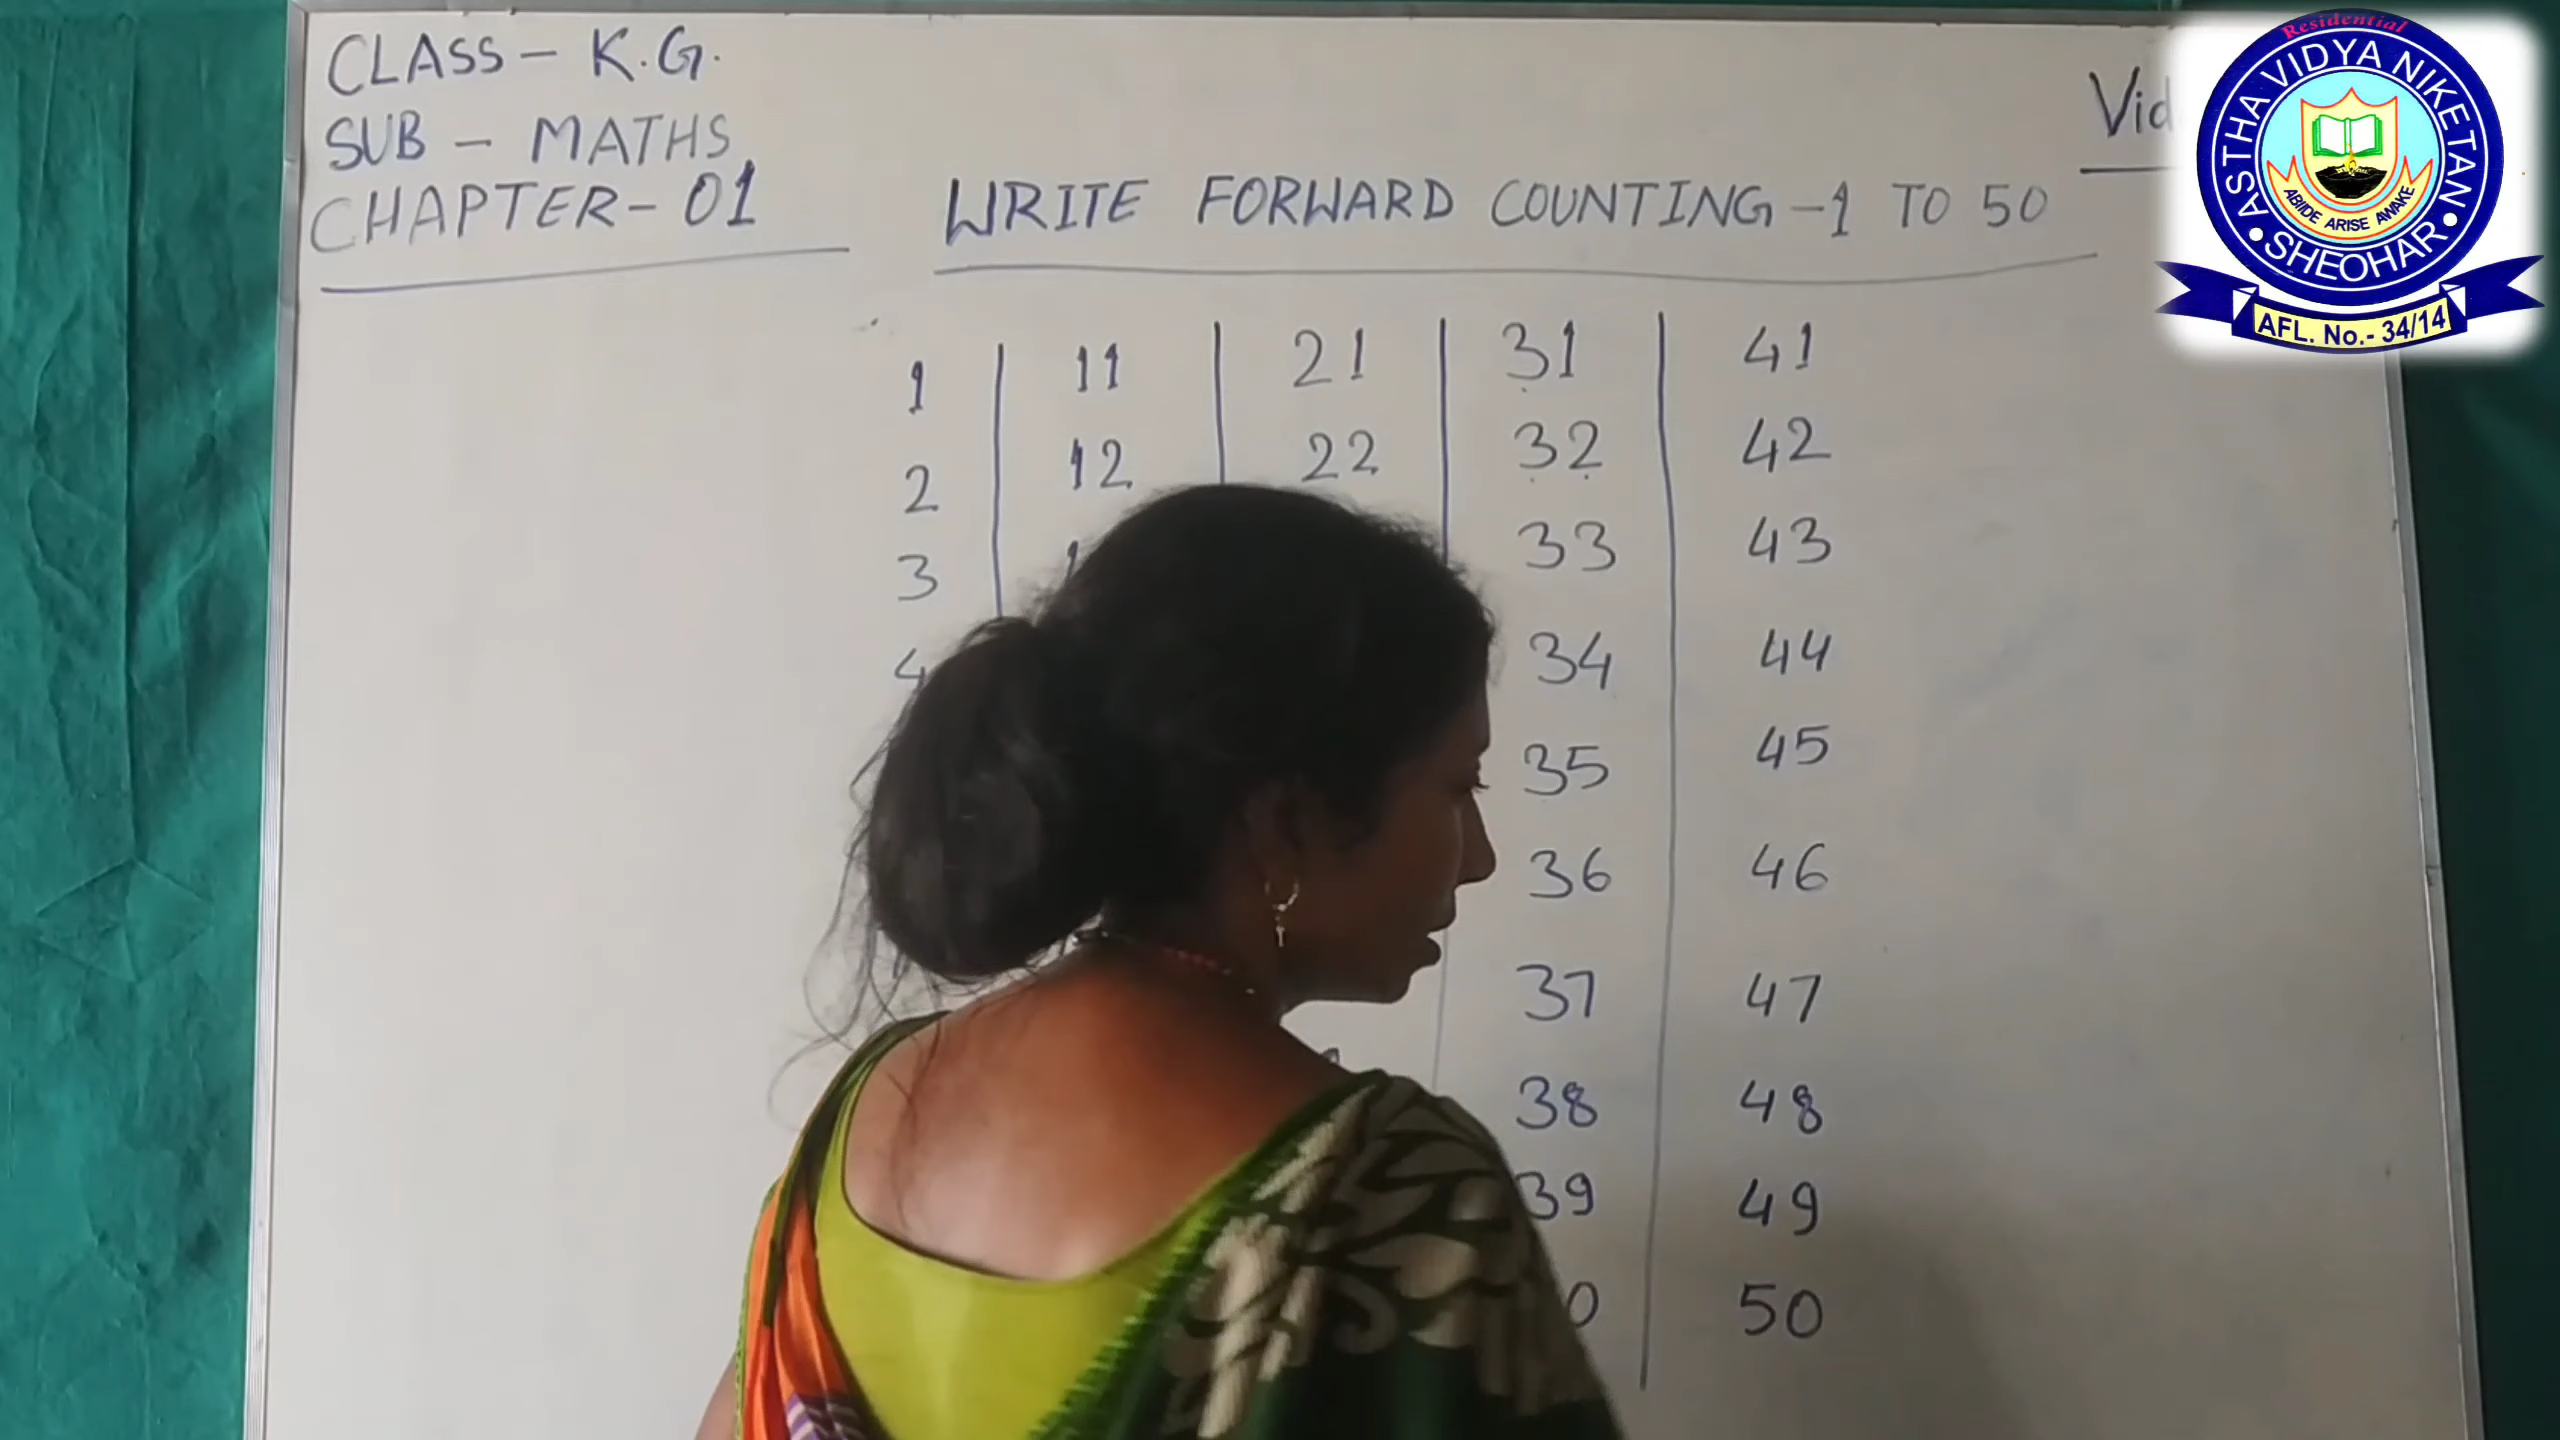 CLASS – K.G.
SUB – MATHS
CHAPTER – 01
WRITE FORWARD COUNTING – 1 TO 50
1 11 21 31 41
2 12 22 32 42
3 33 43
4 34 44
35 45
36 46
37 47
38 48
39 49
50
Residential
ASTHA VIDYA NIKETAN
ABIDE ARISE AWAKE
SHEOHAR
AFL. No.- 34/14